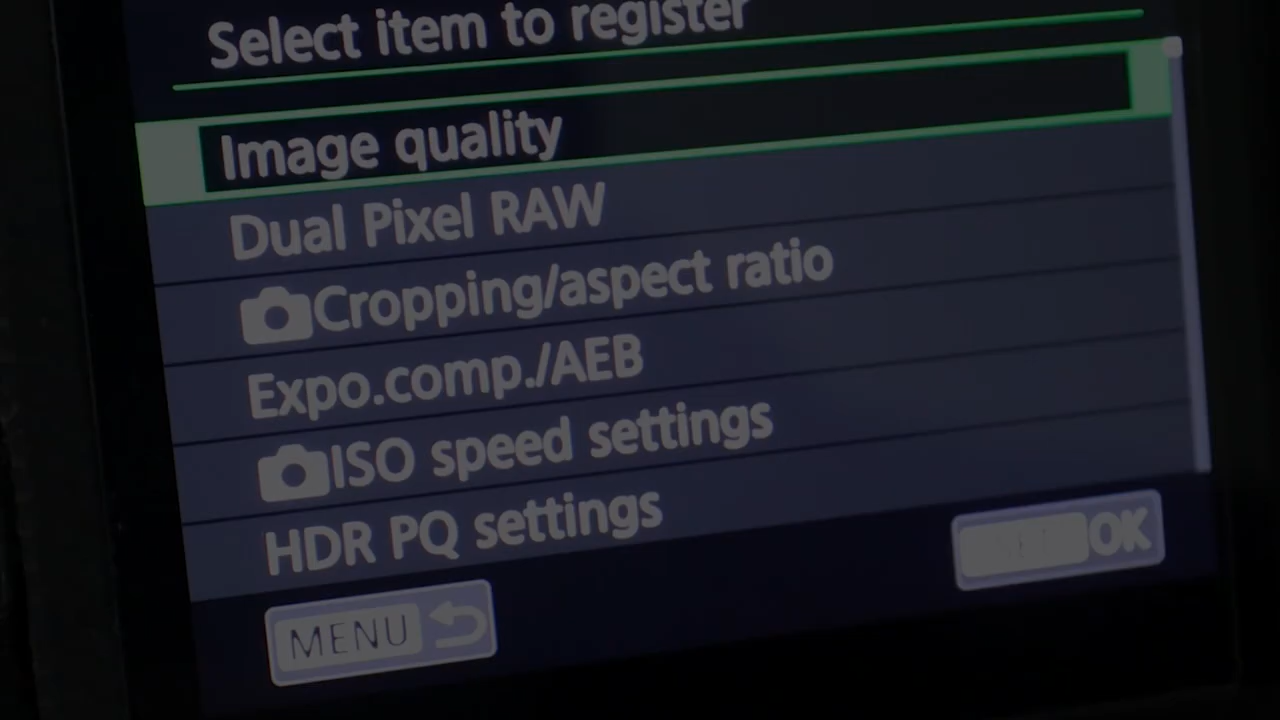 Select item to register
Image quality
Dual Pixel RAW
Cropping/aspect ratio
Expo.comp./AEB
ISO speed settings
HDR PQ settings
MENU
OK